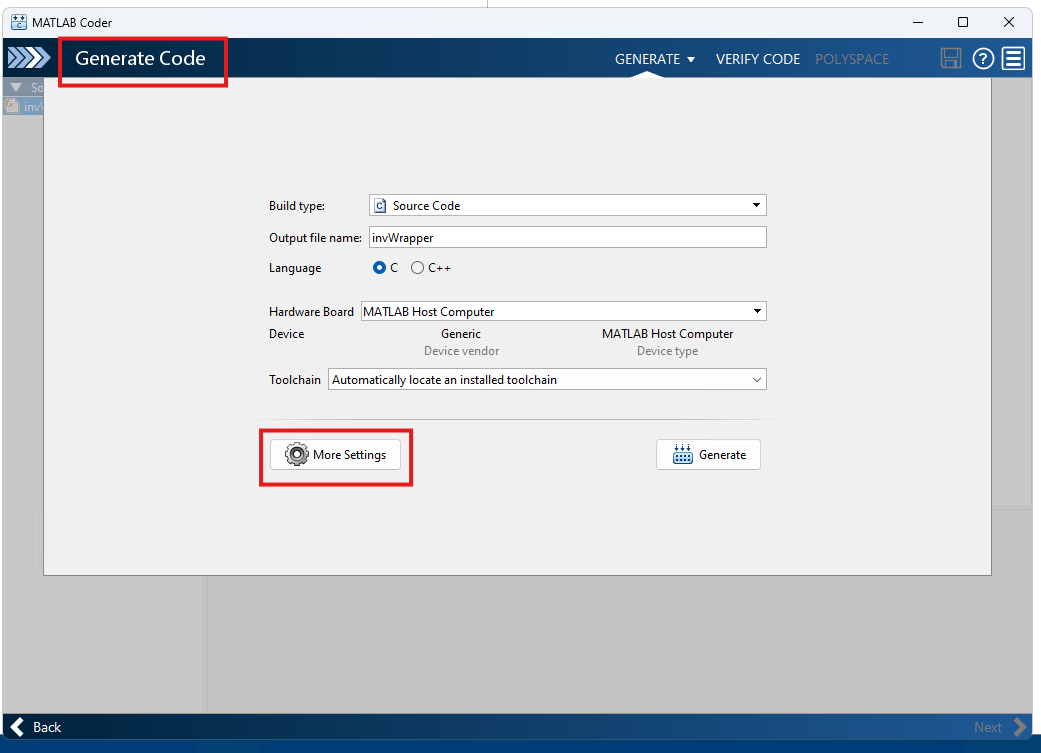 MATLAB Coder
Generate Code
GENERATE
VERIFY CODE
POLYSPACE
So
inv
Build type:
Source Code
Output file name:
invWrapper
Language
C
C++
Hardware Board
MATLAB Host Computer
Device
Generic
MATLAB Host Computer
Device vendor
Device type
Toolchain
Automatically locate an installed toolchain
More Settings
Generate
Back
Next